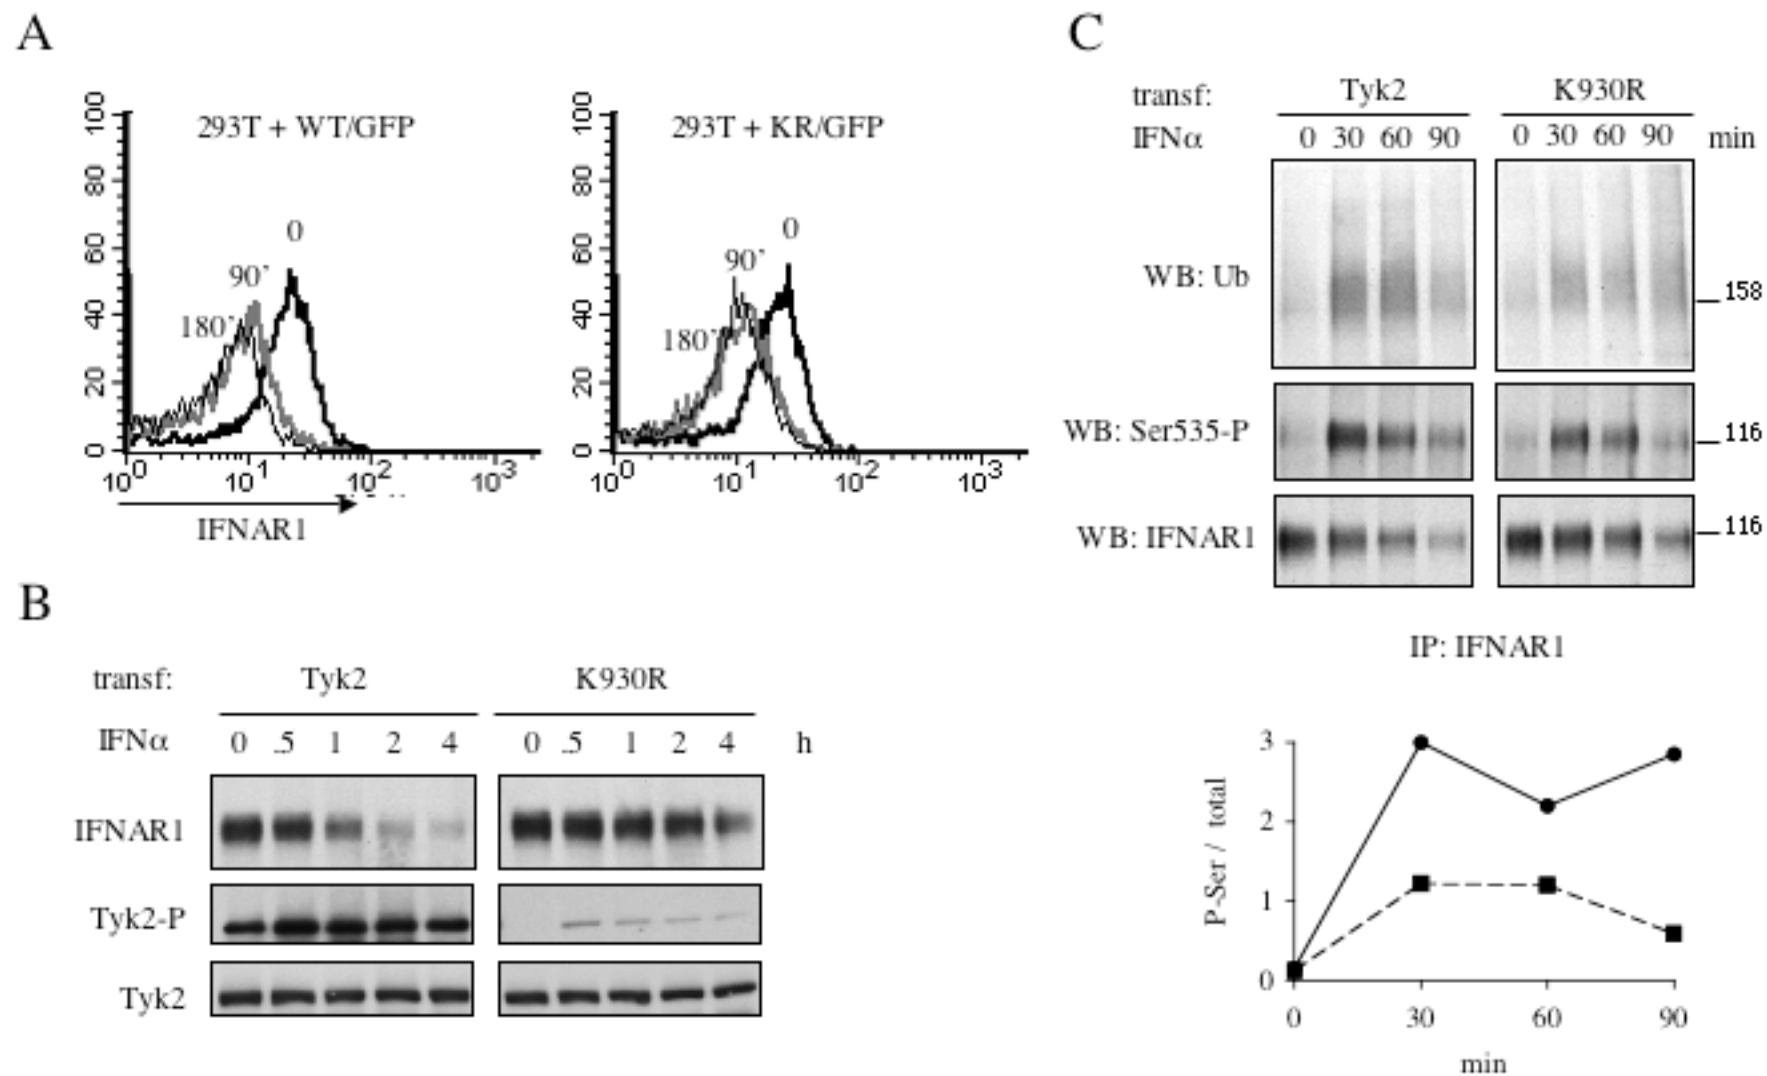 A
293T + WT/GFP
100
80
60
40
20
0
0
90’
180’
10^0 10^1 10^2 10^3
IFNAR1
293T + KR/GFP
100
80
60
40
20
0
0
90’
180’
10^0 10^1 10^2 10^3
B
transf: Tyk2 K930R
IFNα 0 .5 1 2 4 0 .5 1 2 4 h
IFNAR1
Tyk2-P
Tyk2
C
transf: Tyk2 K930R
IFNα 0 30 60 90 0 30 60 90 min
WB: Ub 158
WB: Ser535-P 116
WB: IFNAR1 116
IP: IFNAR1
P-Ser / total
3
2
1
0
0 30 60 90
min